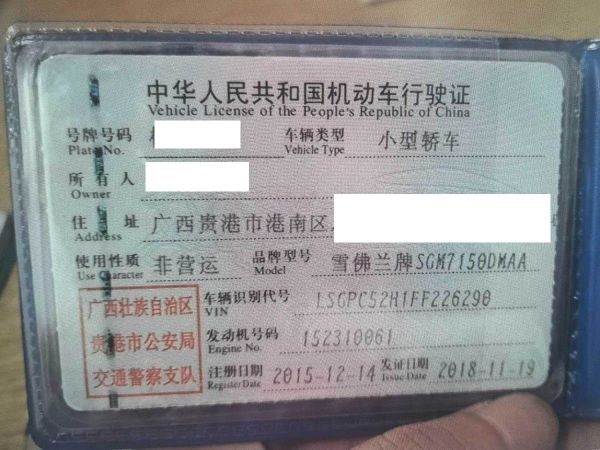 中华人民共和国机动车行驶证
Vehicle License of the People's Republic of China
号牌号码 车辆类型 小型轿车
Plate No. Vehicle Type
所有人
Owner
住 址 广西贵港市港南区
Address
使用性质 非营运 品牌型号 雪佛兰牌SGM7150DMAA
Use Character Model
车辆识别代号 LSGPC52H1FF226290
VIN
发动机号码 152310061
Engine No.
注册日期 2015-12-14 发证日期 2018-11-19
Register Date Issue Date
广西壮族自治区
贵港市公安局
交通警察支队